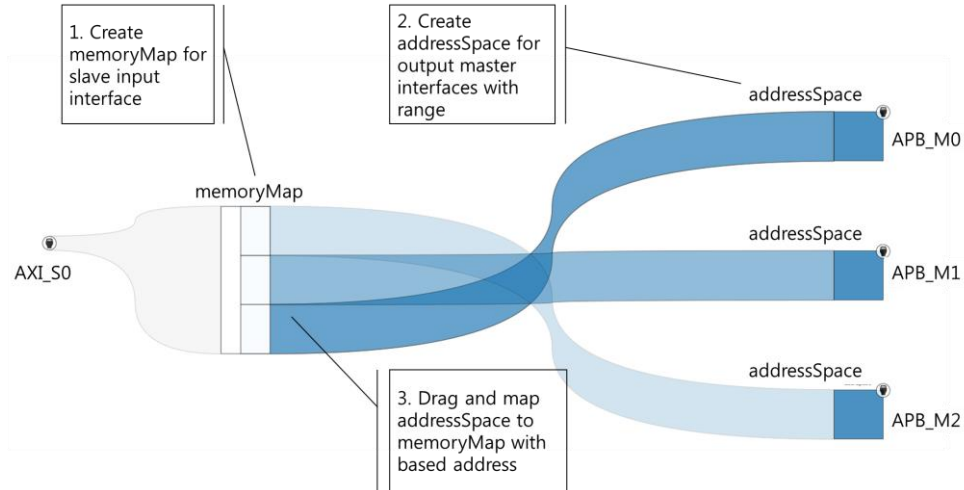 1. Create
memoryMap for
slave input
interface
2. Create
addressSpace for
output master
interfaces with
range
addressSpace
APB_M0
memoryMap
AXI_S0
addressSpace
APB_M1
addressSpace
APB_M2
3. Drag and map
addressSpace to
memoryMap with
based address